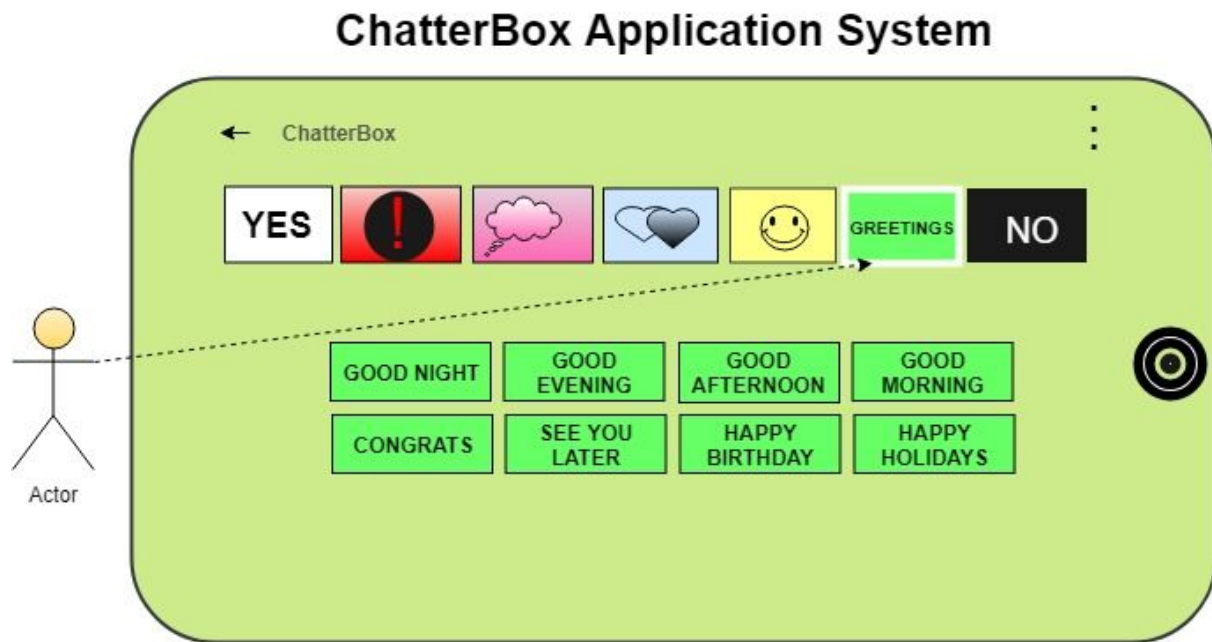 ChatterBox Application System
ChatterBox
YES
!
GREETINGS
NO
GOOD NIGHT
GOOD
EVENING
GOOD
AFTERNOON
GOOD
MORNING
CONGRATS
SEE YOU
LATER
HAPPY
BIRTHDAY
HAPPY
HOLIDAYS
Actor